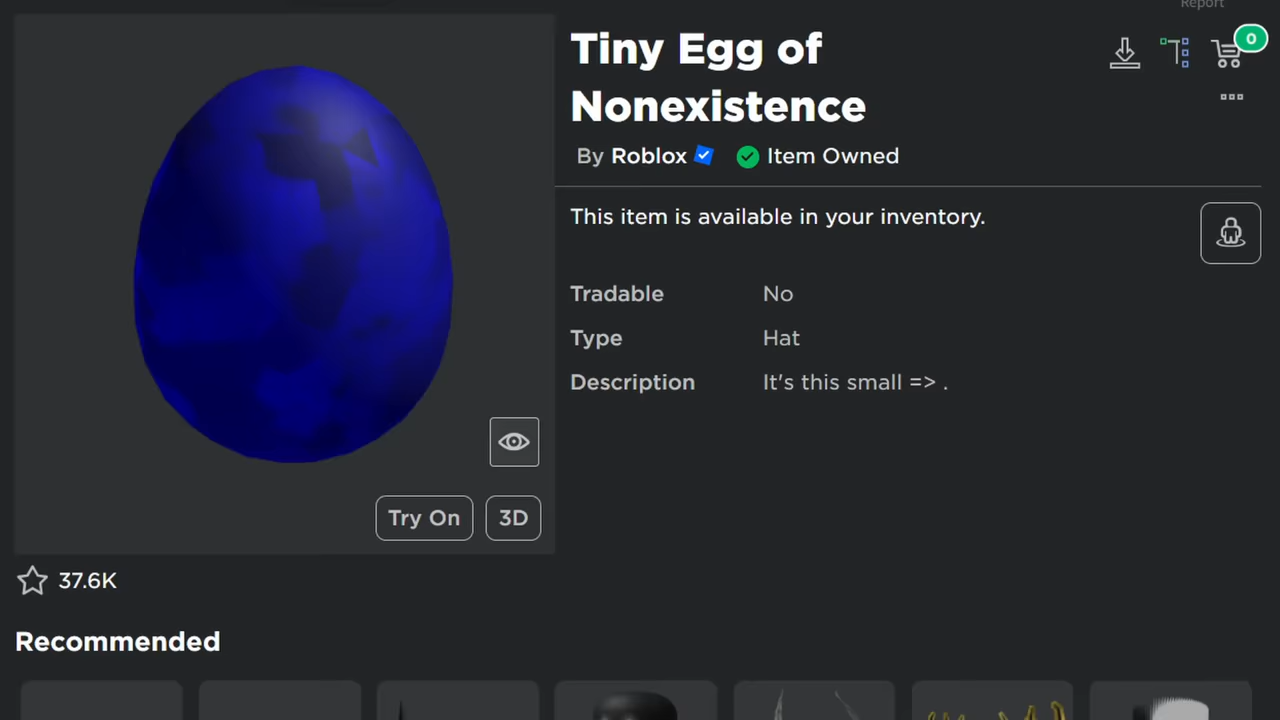 Report
Tiny Egg of
Nonexistence
0
By Roblox
Item Owned
This item is available in your inventory.
Tradable No
Type Hat
Description It's this small => .
Try On
3D
37.6K
Recommended